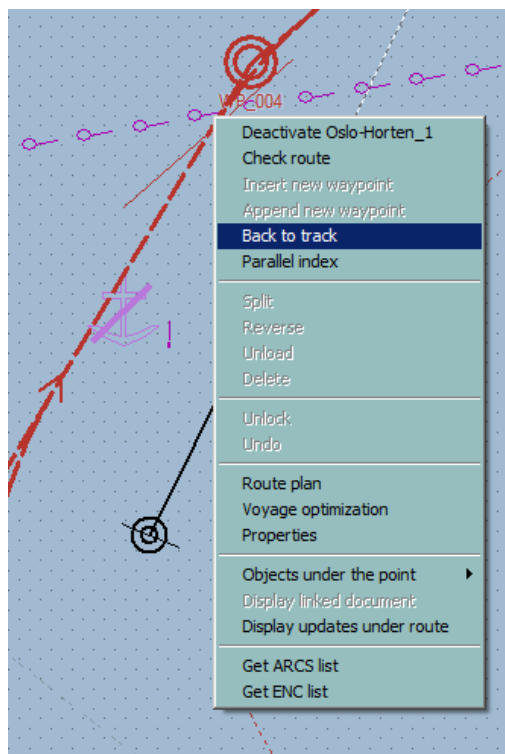 WP_004
Deactivate Oslo-Horten_1
Check route
Insert new waypoint
Append new waypoint
Back to track
Parallel index
Split
Reverse
Unload
Delete
Unlock
Undo
Route plan
Voyage optimization
Properties
Objects under the point
Display linked document
Display updates under route
Get ARCS list
Get ENC list